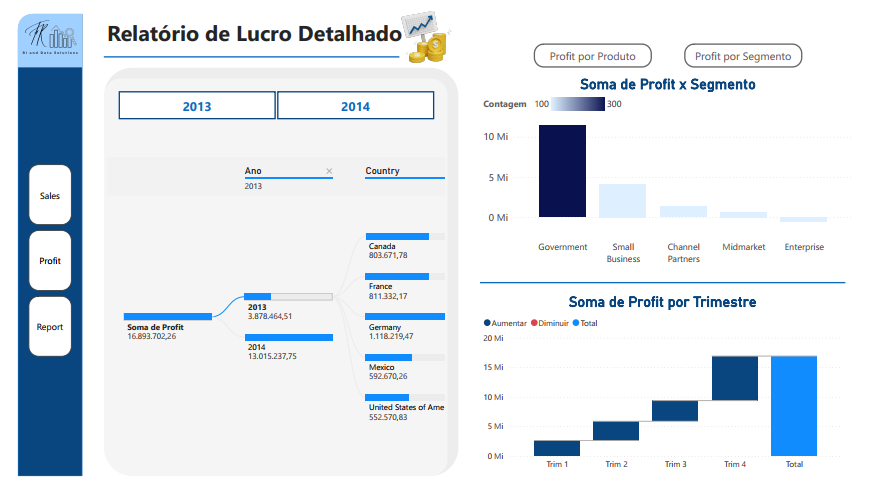 BI and Data Solutions
Relatório de Lucro Detalhado
Profit por Produto
Profit por Segmento
2013
2014
Ano
2013
Country
Sales
Profit
Report
Soma de Profit
16.893.702,26
2013
3.878.464,51
2014
13.015.237,75
Canada
803.671,78
France
811.332,17
Germany
1.118.219,47
Mexico
592.670,26
United States of Ame
552.570,83
Soma de Profit x Segmento
Contagem 100 300
10 Mi
5 Mi
0 Mi
Government
Small
Business
Channel
Partners
Midmarket
Enterprise
Soma de Profit por Trimestre
Aumentar Diminuir Total
20 Mi
15 Mi
10 Mi
5 Mi
0 Mi
Trim 1
Trim 2
Trim 3
Trim 4
Total